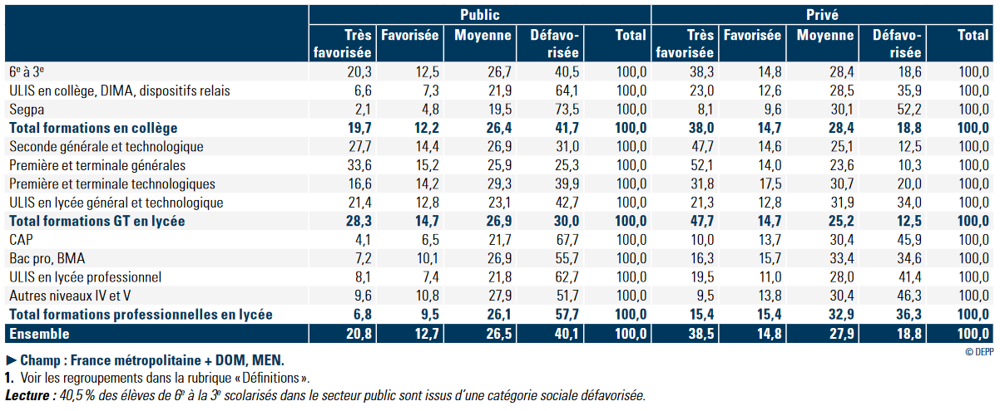 Public Privé
Très favorisée Favorisée Moyenne Défavo-risée Total Très favorisée Favorisée Moyenne Défavo-risée Total
6e à 3e 20,3 12,5 26,7 40,5 100,0 38,3 14,8 28,4 18,6 100,0
ULIS en collège, DIMA, dispositifs relais 6,6 7,3 21,9 64,1 100,0 23,0 12,6 28,5 35,9 100,0
Segpa 2,1 4,8 19,5 73,5 100,0 8,1 9,6 30,1 52,2 100,0
Total formations en collège 19,7 12,2 26,4 41,7 100,0 38,0 14,7 28,4 18,8 100,0
Seconde générale et technologique 27,7 14,4 26,9 31,0 100,0 47,7 14,6 25,1 12,5 100,0
Première et terminale générales 33,6 15,2 25,9 25,3 100,0 52,1 14,0 23,6 10,3 100,0
Première et terminale technologiques 16,6 14,2 29,3 39,9 100,0 31,8 17,5 30,7 20,0 100,0
ULIS en lycée général et technologique 21,4 12,8 23,1 42,7 100,0 21,3 12,8 31,9 34,0 100,0
Total formations GT en lycée 28,3 14,7 26,9 30,0 100,0 47,7 14,7 25,2 12,5 100,0
CAP 4,1 6,5 21,7 67,7 100,0 10,0 13,7 30,4 45,9 100,0
Bac pro, BMA 7,2 10,1 26,9 55,7 100,0 16,3 15,7 33,4 34,6 100,0
ULIS en lycée professionnel 8,1 7,4 21,8 62,7 100,0 19,5 11,0 28,0 41,4 100,0
Autres niveaux IV et V 9,6 10,8 27,9 51,7 100,0 9,5 13,8 30,4 46,3 100,0
Total formations professionnelles en lycée 6,8 9,5 26,1 57,7 100,0 15,4 15,4 32,9 36,3 100,0
Ensemble 20,8 12,7 26,5 40,1 100,0 38,5 14,8 27,9 18,8 100,0
© DEPP
► Champ : France métropolitaine + DOM, MEN.
1. Voir les regroupements dans la rubrique « Définitions ».
Lecture : 40,5 % des élèves de 6e à la 3e scolarisés dans le secteur public sont issus d'une catégorie sociale défavorisée.